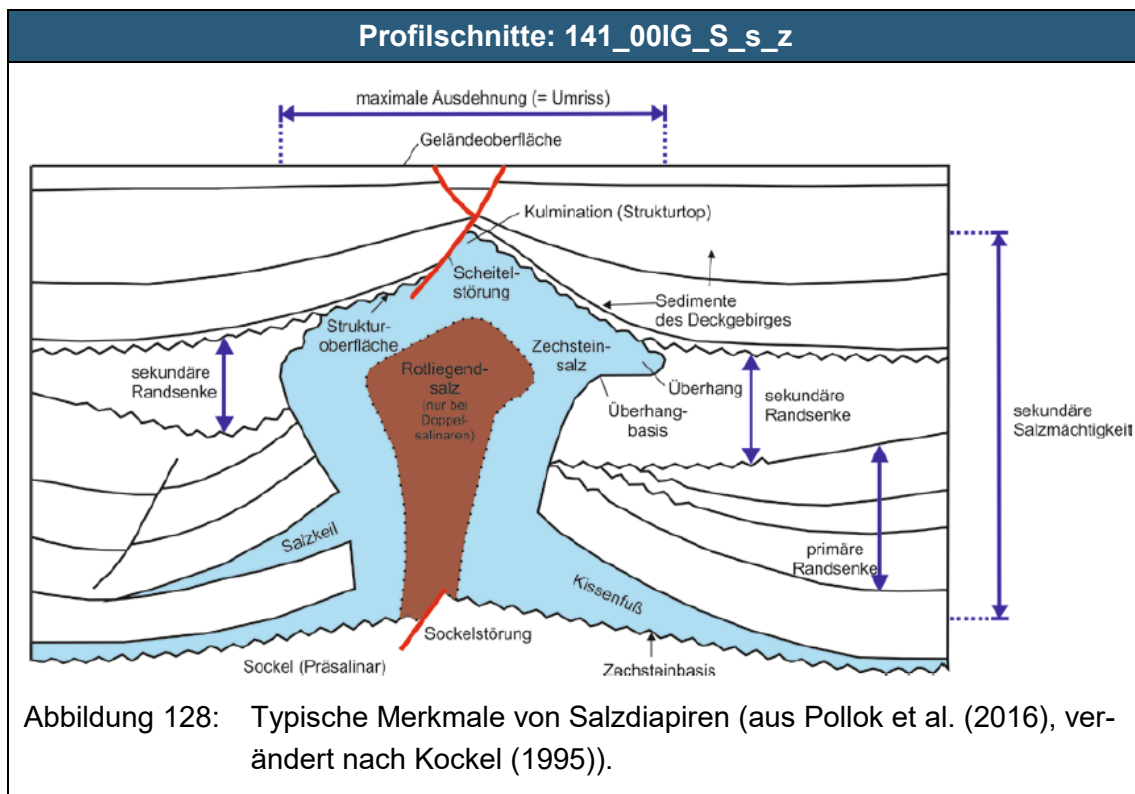 Profilschnitte: 141_00IG_S_s_z
maximale Ausdehnung (= Umriss)
Geländeoberfläche
Kulmination (Strukturtop)
Scheitel-
störung
Sedimente
des Deckgebirges
Struktur-
oberfläche
Zechstein-
salz
Rotliegend-
salz
(nur bei
Doppel-
salinaren)
Überhang
Überhang-
basis
sekundäre
Randsenke
sekundäre
Randsenke
sekundäre
Salzmächtigkeit
primäre
Randsenke
Salzkeil
Kissenfuß
Sockelstörung
Sockel (Präsalinar)
Zechsteinbasis
Abbildung 128: Typische Merkmale von Salzdiapiren (aus Pollok et al. (2016), ver-
ändert nach Kockel (1995)).